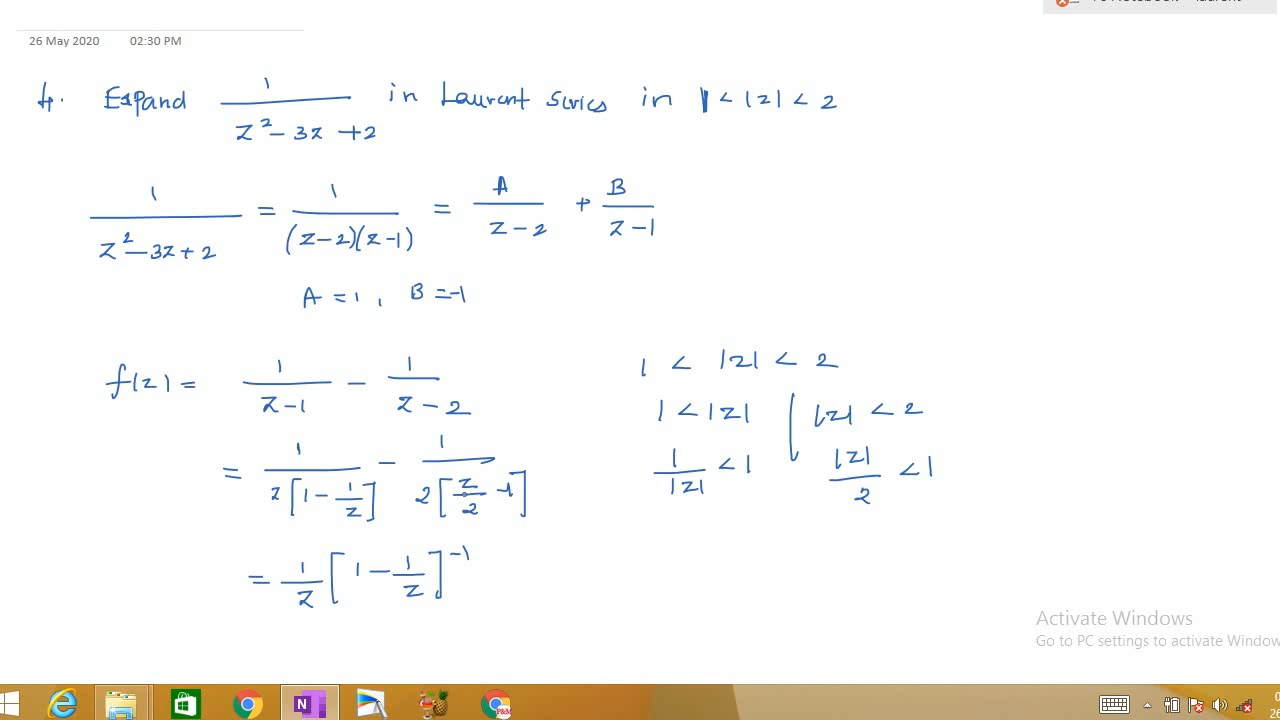 26 May 2020 02:30 PM
4. Expand 1/(z² - 3z + 2) in Laurent Series in 1 < |z| < 2
1/(z² - 3z + 2) = 1/((z-2)(z-1)) = A/(z-2) + B/(z-1)
A = 1, B = -1
f(z) = 1/(z-1) - 1/(z-2)
1 < |z| < 2
1 < |z| | |z| < 2
= 1/(z[1 - 1/z]) - 1/(2[z/2 - 1])
1/|z| < 1 |z|/2 < 1
= 1/z [1 - 1/z]⁻¹
Activate Windows
Go to PC settings to activate Window
N
P&M